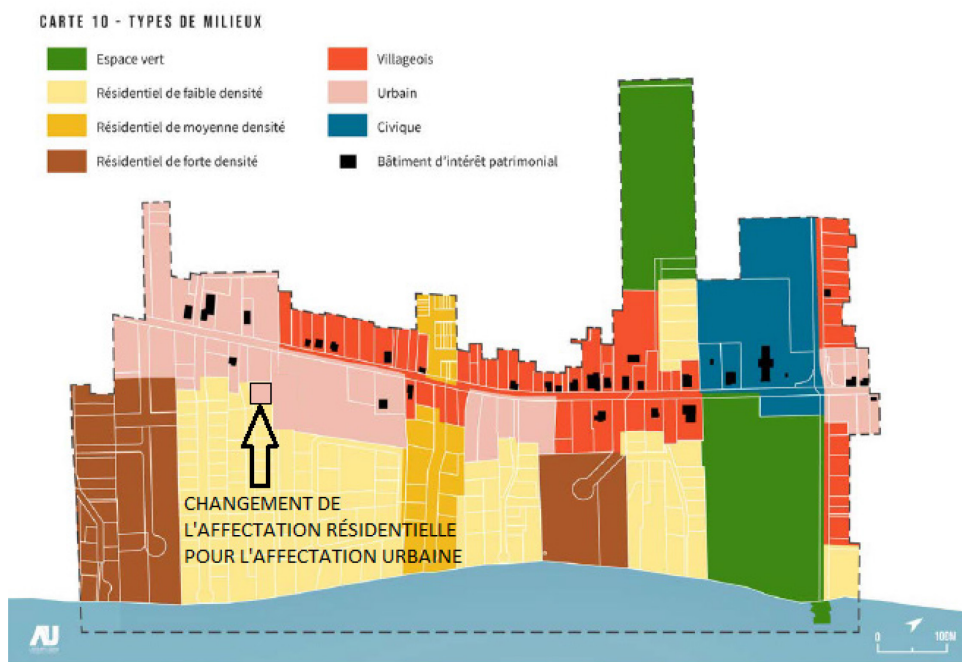 CARTE 10 - TYPES DE MILIEUX
Espace vert
Résidentiel de faible densité
Résidentiel de moyenne densité
Résidentiel de forte densité
Villageois
Urbain
Civique
Bâtiment d'intérêt patrimonial
CHANGEMENT DE
L'AFFECTATION RÉSIDENTIELLE
POUR L'AFFECTATION URBAINE
AU
0 100M